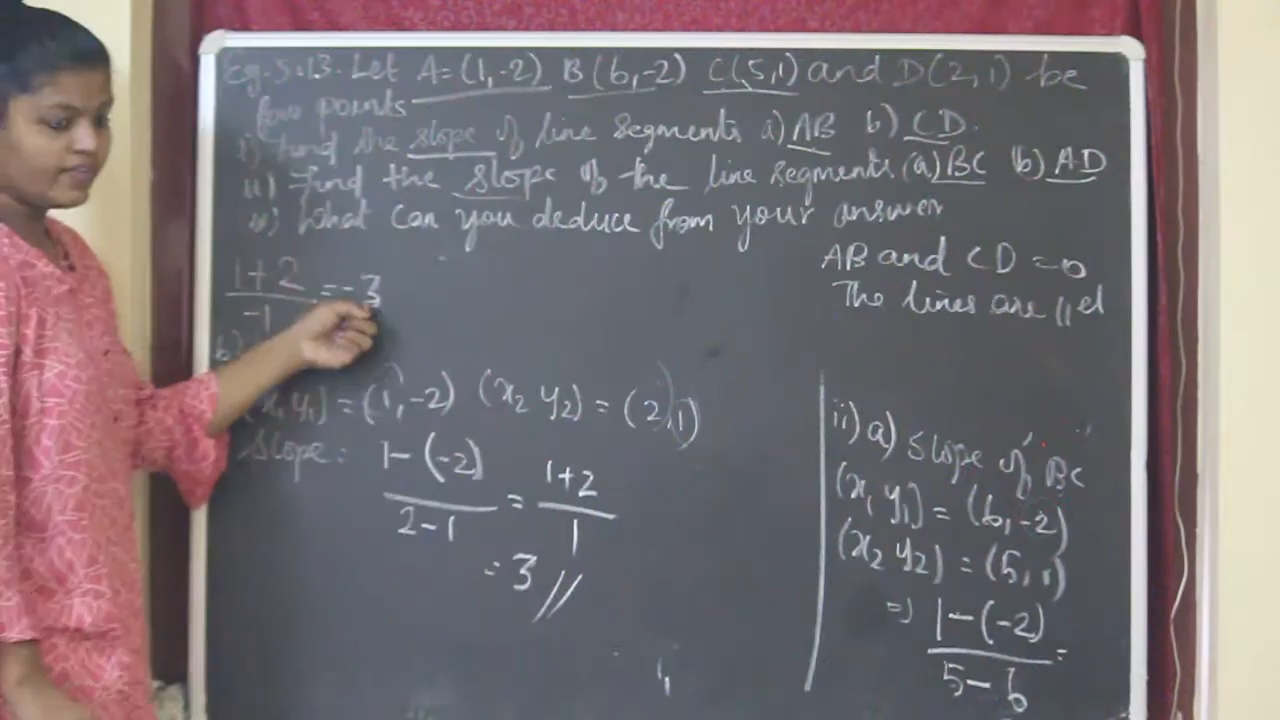 Eg. 5.13. Let A=(1,-2) B(6,-2) C(5,1) and D(2,1) be
four points
i) Find the slope of line segments a) AB b) CD.
ii) Find the slope of the line segments (a) BC b) AD
iii) What can you deduce from your answer
AB and CD = 0
The lines are ||el
1+2
-1
= -3
b)
(x1 y1) = (1,-2) (x2 y2) = (2,1)
Slope: 1-(-2)
2-1
= 1+2
1
= 3 //
ii) a) Slope of BC
(x1 y1) = (6,-2)
(x2 y2) = (5,1)
=> 1-(-2)
5-6
=